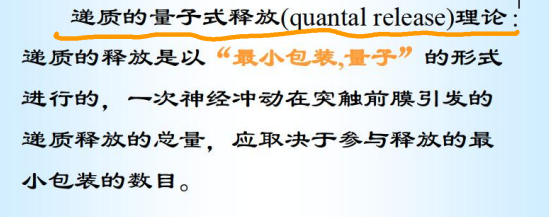 递质的量子式释放(quantal release)理论:
递质的释放是以“最小包装,量子”的形式
进行的，一次神经冲动在突触前膜引发的
递质释放的总量，应取决于参与释放的最
小包装的数目。